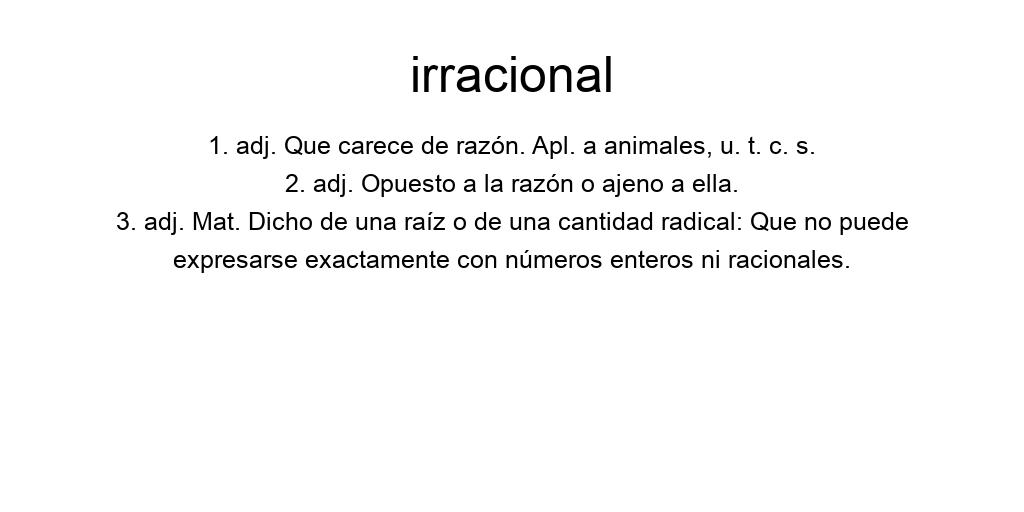 irracional
1. adj. Que carece de razón. Apl. a animales, u. t. c. s.
2. adj. Opuesto a la razón o ajeno a ella.
3. adj. Mat. Dicho de una raíz o de una cantidad radical: Que no puede
expresarse exactamente con números enteros ni racionales.